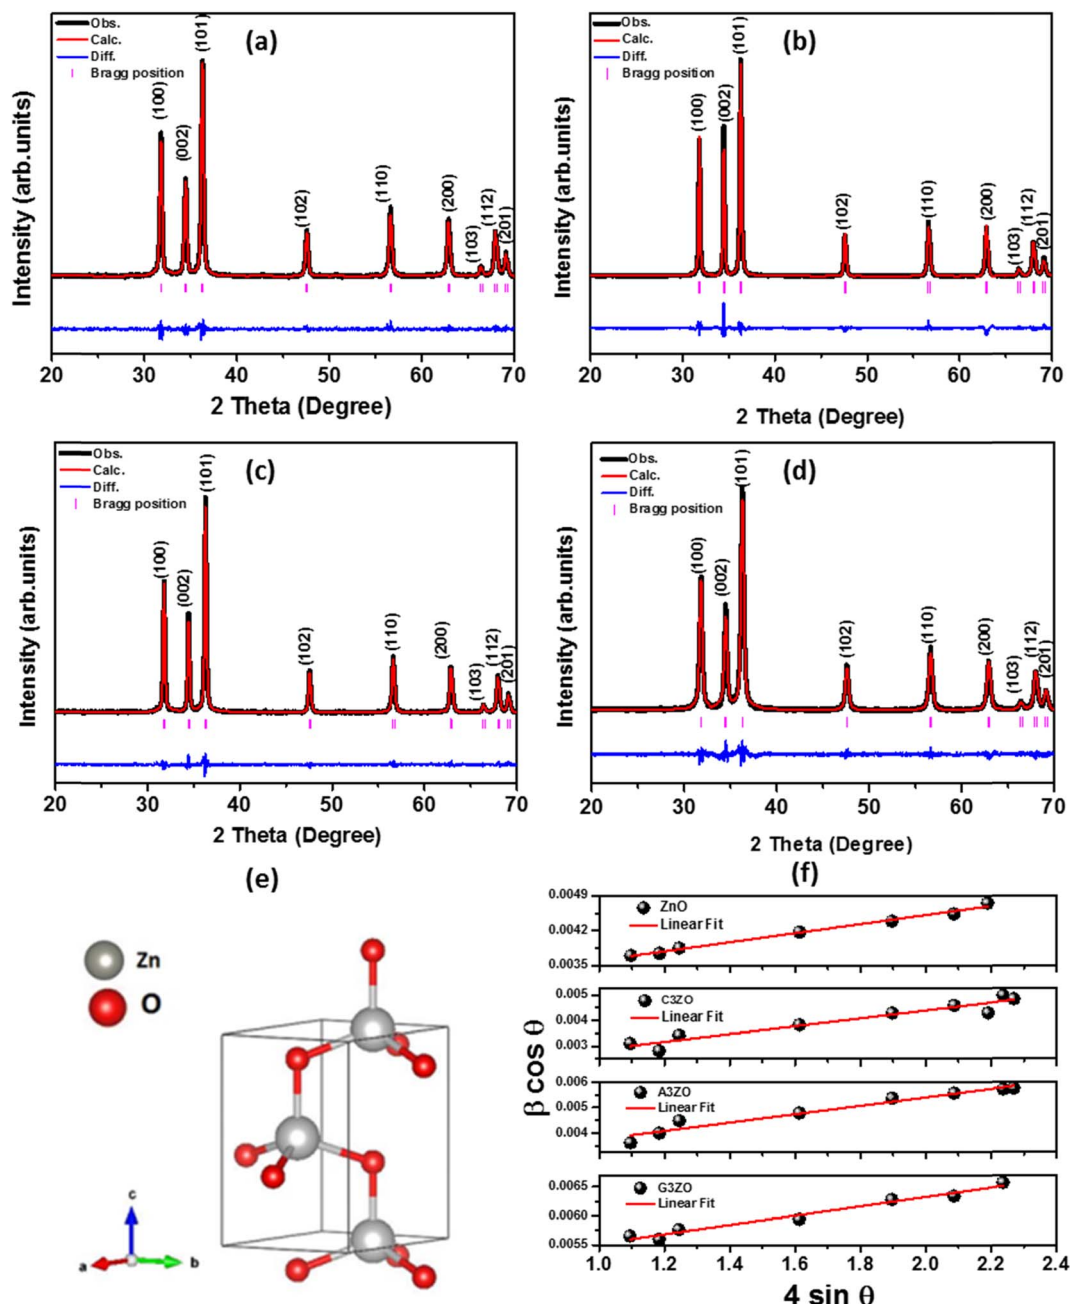 Obs.
Calc.
Diff.
Bragg position
(a)
(100)
(002)
(101)
(102)
(110)
(200)
(103)
(112)
(201)
Intensity (arb.units)
20 30 40 50 60 70
2 Theta (Degree)
Obs.
Calc.
Diff.
Bragg position
(b)
(100)
(002)
(101)
(102)
(110)
(200)
(103)
(112)
(201)
Intensity (arb.units)
20 30 40 50 60 70
2 Theta (Degree)
Obs.
Calc.
Diff.
Bragg position
(c)
(100)
(002)
(101)
(102)
(110)
(200)
(103)
(112)
(201)
Intensity (arb.units)
20 30 40 50 60 70
2 Theta (Degree)
Obs.
Calc.
Diff.
Bragg position
(d)
(100)
(002)
(101)
(102)
(110)
(200)
(103)
(112)
(201)
Intensity (arb.units)
20 30 40 50 60 70
2 Theta (Degree)
(e)
Zn
O
c
a
b
(f)
0.0049
0.0042
0.0035
ZnO
Linear Fit
0.005
0.004
0.003
C3ZO
Linear Fit
0.006
0.005
0.004
A3ZO
Linear Fit
0.0065
0.0060
0.0055
G3ZO
Linear Fit
β cos θ
1.0 1.2 1.4 1.6 1.8 2.0 2.2 2.4
4 sin θ